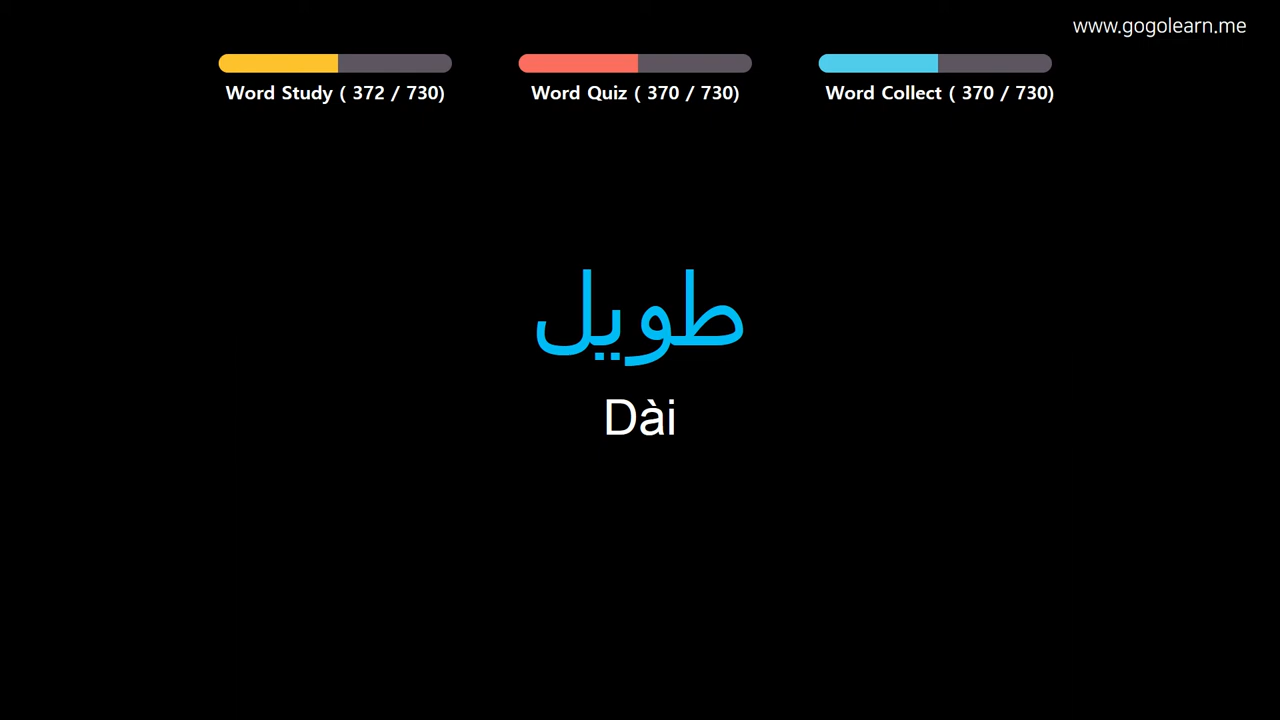 www.gogolearn.me
Word Study ( 372 / 730)
Word Quiz ( 370 / 730)
Word Collect ( 370 / 730)
طويل
Dài